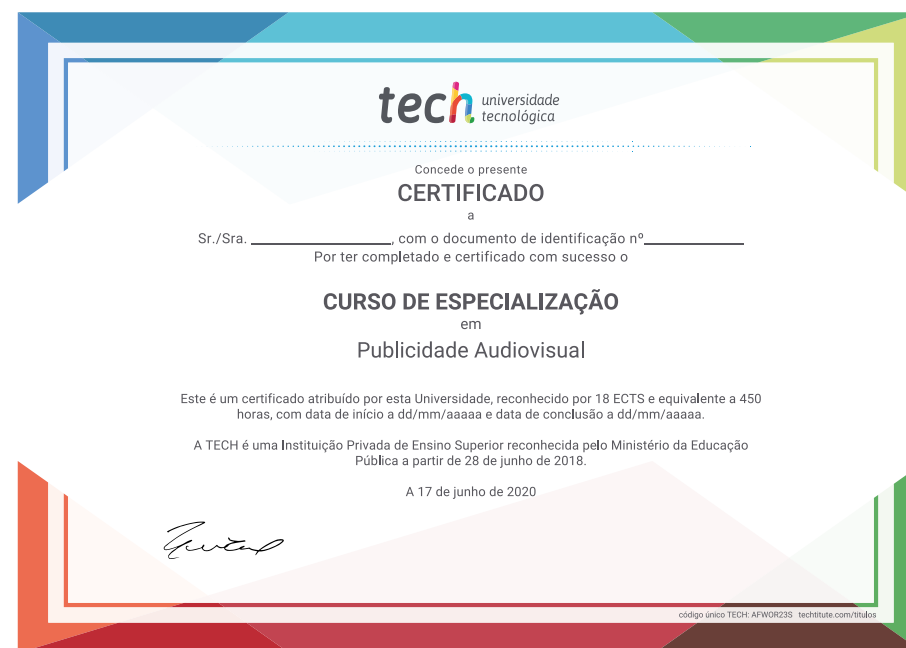 tech universidade
tecnológica
Concede o presente
CERTIFICADO
a
Sr./Sra. ____________________, com o documento de identificação nº______________
Por ter completado e certificado com sucesso o
CURSO DE ESPECIALIZAÇÃO
em
Publicidade Audiovisual
Este é um certificado atribuído por esta Universidade, reconhecido por 18 ECTS e equivalente a 450
horas, com data de início a dd/mm/aaaaa e data de conclusão a dd/mm/aaaaa.
A TECH é uma Instituição Privada de Ensino Superior reconhecida pelo Ministério da Educação
Pública a partir de 28 de junho de 2018.
A 17 de junho de 2020
código único TECH: AFWOR23S techtitute.com/titulos